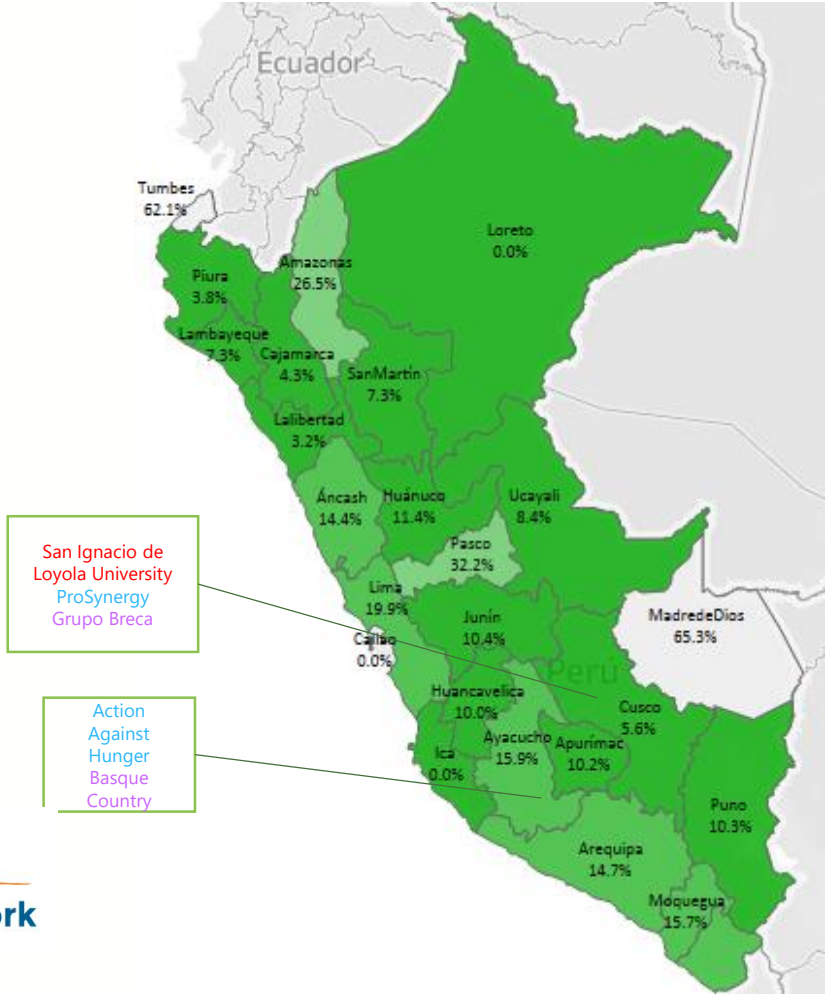 Ecuador
Tumbes
62.1%
Loreto
0.0%
Amazonas
26.5%
Piura
3.8%
Lambayeque
7.3%
Cajamarca
4.3%
SanMartín
7.3%
Lalibertad
3.2%
Áncash
14.4%
Huánuco
11.4%
Ucayali
8.4%
Pasco
32.2%
San Ignacio de
Loyola University
ProSynergy
Grupo Breca
Lima
19.9%
Callao
0.0%
Junín
10.4%
MadredeDios
65.3%
Perú
Huancavelica
10.0%
Cusco
5.6%
Action
Against
Hunger
Basque
Country
Ayacucho
15.9%
Apurímac
10.2%
Ica
0.0%
Puno
10.3%
Arequipa
14.7%
Moquegua
15.7%
ork